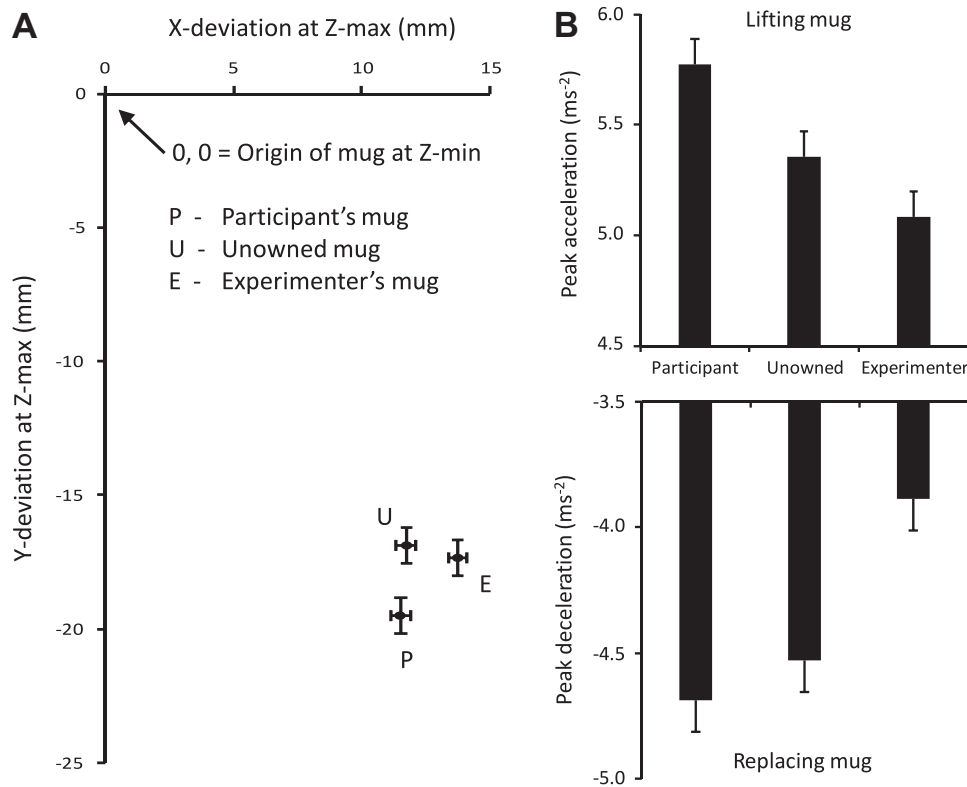 A
X-deviation at Z-max (mm)
0 5 10 15
0
-5
-10
-15
-20
-25
Y-deviation at Z-max (mm)
0, 0 = Origin of mug at Z-min
P - Participant's mug
U - Unowned mug
E - Experimenter's mug
U
E
P
B
Lifting mug
6.0
5.5
5.0
4.5
Peak acceleration (ms-2)
Participant Unowned Experimenter
-3.5
-4.0
-4.5
-5.0
Peak deceleration (ms-2)
Replacing mug